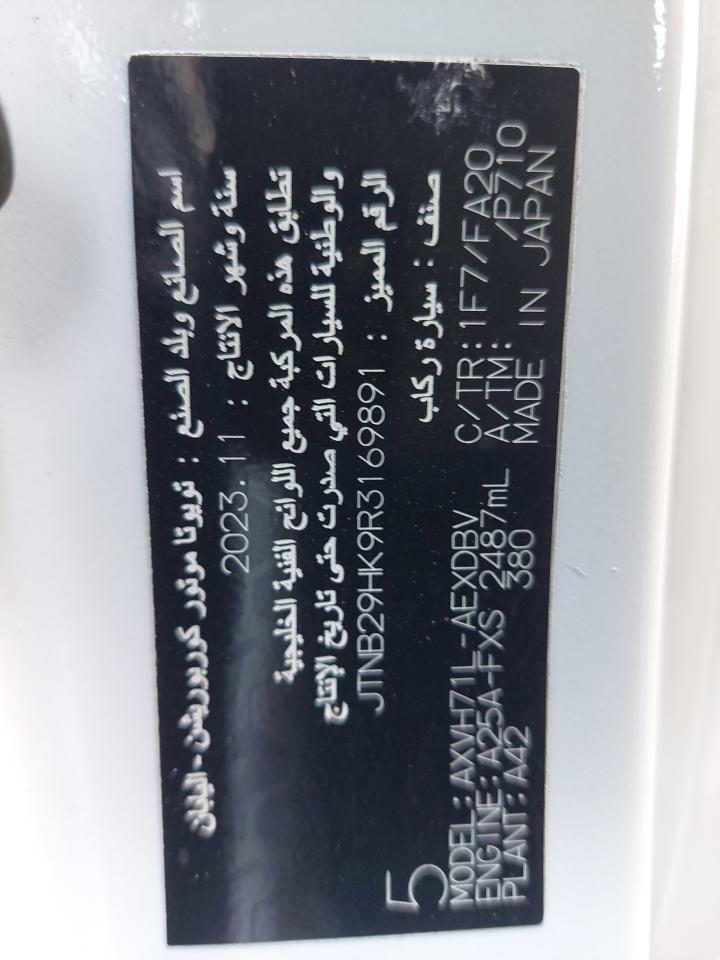 اسم الصانع وبلد الصنع : تويوتا موتور كوربوريشن - اليابان
سنة وشهر الانتاج : 2023.11
تطابق هذه المركبة جميع اللوائح الفنية الخليجية
والوطنية للسيارات التي صدرت حتى تاريخ الإنتاج
الرقم المميز : JTNB29HK9R3169891
صنف : سيارة ركاب
5
MODEL : AXVH71L-AEXDBV C/TR : 1F7/FA20
ENGINE : A25A-FXS 2487mL A/TM : /P710
PLANT : A42 380 MADE IN JAPAN